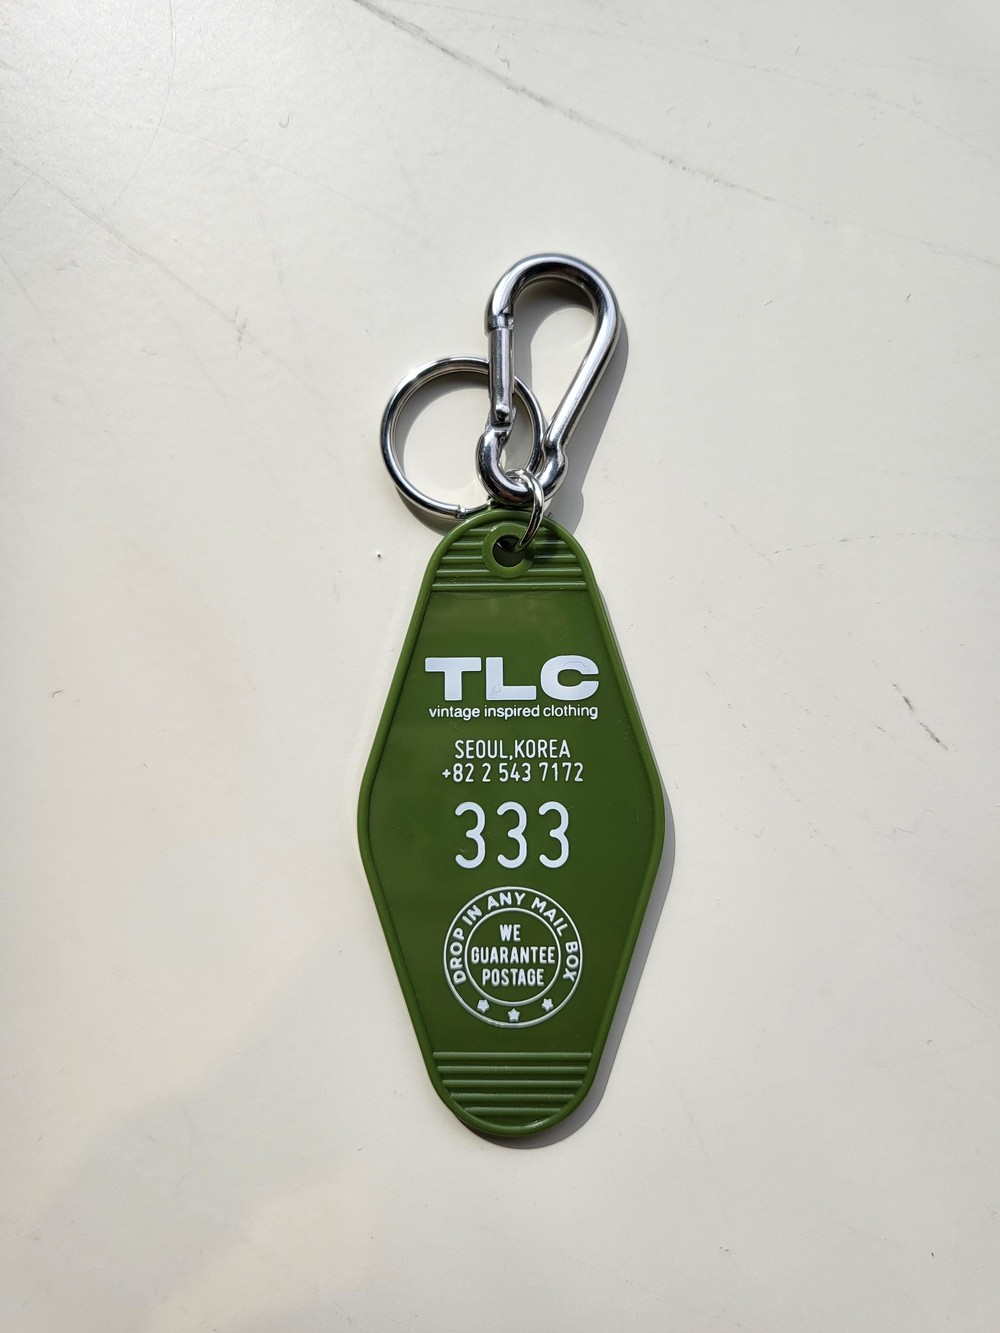 TLC
vintage inspired clothing
SEOUL,KOREA
+82 2 543 7172
333
DROP IN ANY MAIL BOX
WE
GUARANTEE
POSTAGE